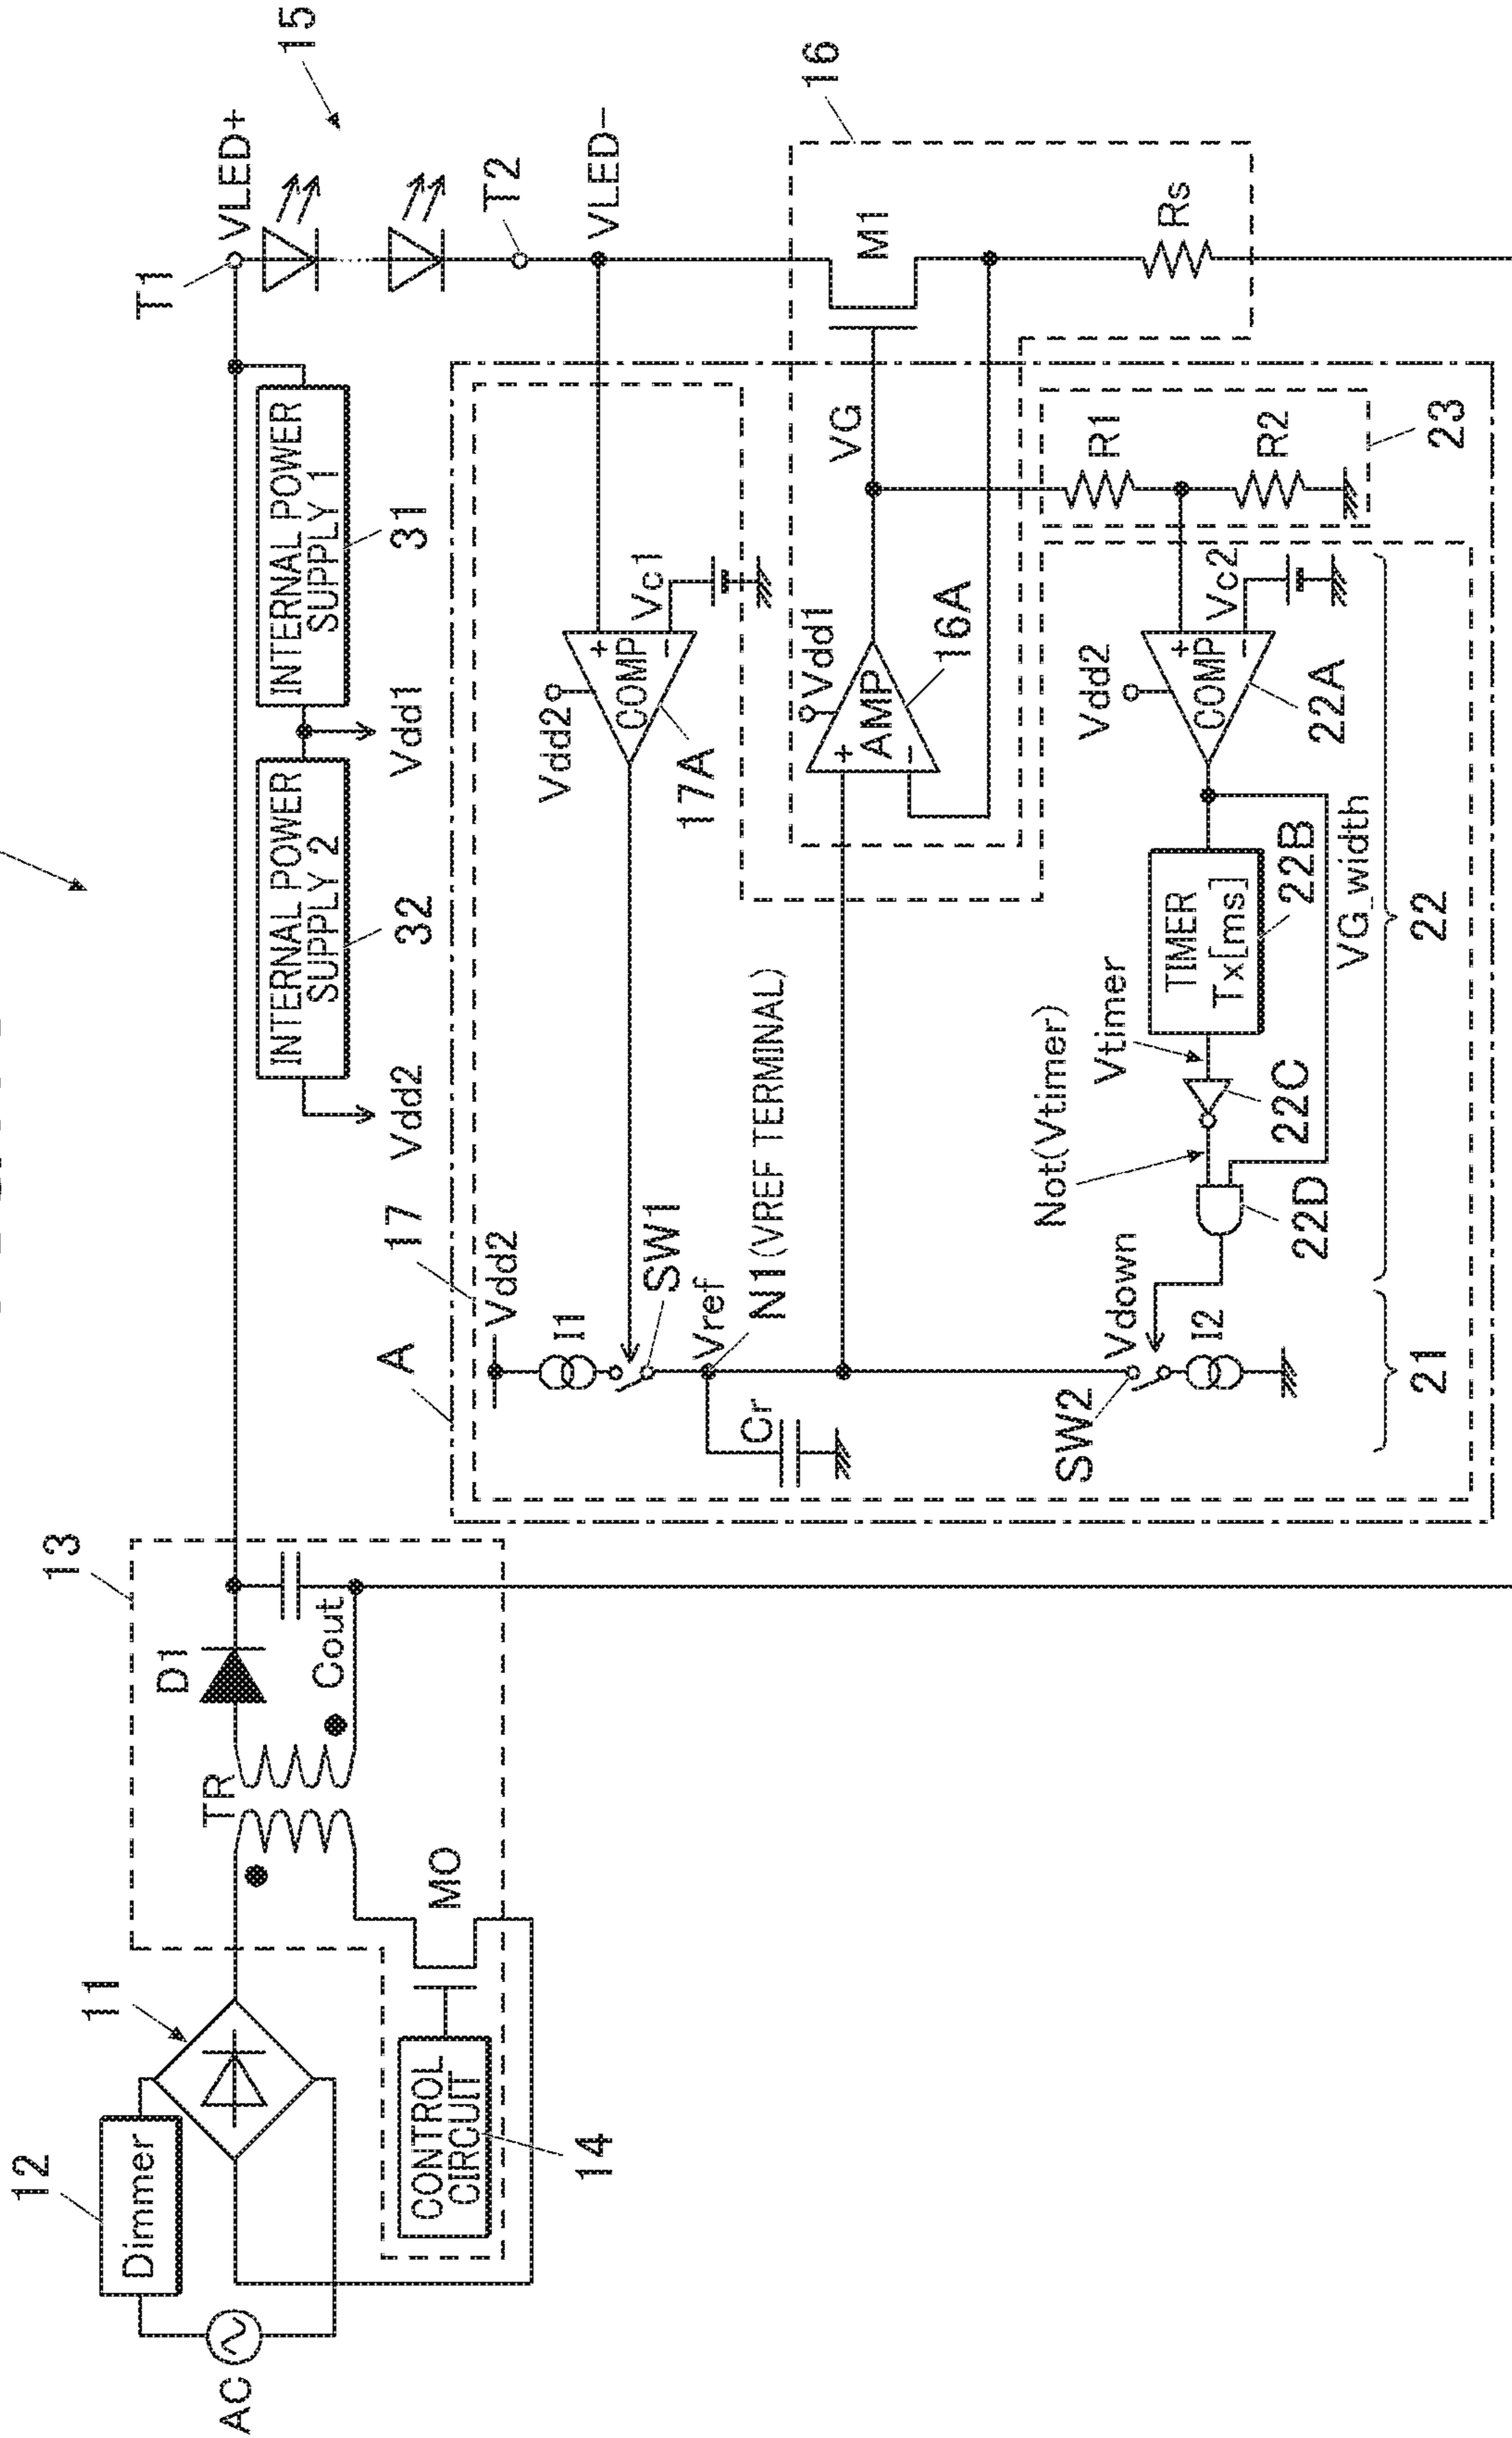 12
Dimmer
AC
11
13
TR
D1
Cout
MO
CONTROL
CIRCUIT
14
INTERNAL POWER
SUPPLY 2
32
Vdd2
INTERNAL POWER
SUPPLY 1
31
Vdd1
T1
VLED+
15
T2
VLED-
A
17
Vdd2
I1
SW1
Vref
N1(VREF TERMINAL)
Cr
Vdd2
+
-
COMP
17A
Vc1
16
M1
Rs
VG
Vdd1
+
-
AMP
16A
R1
R2
23
Vdd2
+
-
COMP
22A
Vc2
TIMER
Tx[ms]
22B
VG_width
Vtimer
22C
Not(Vtimer)
22D
Vdown
SW2
I2
21
22